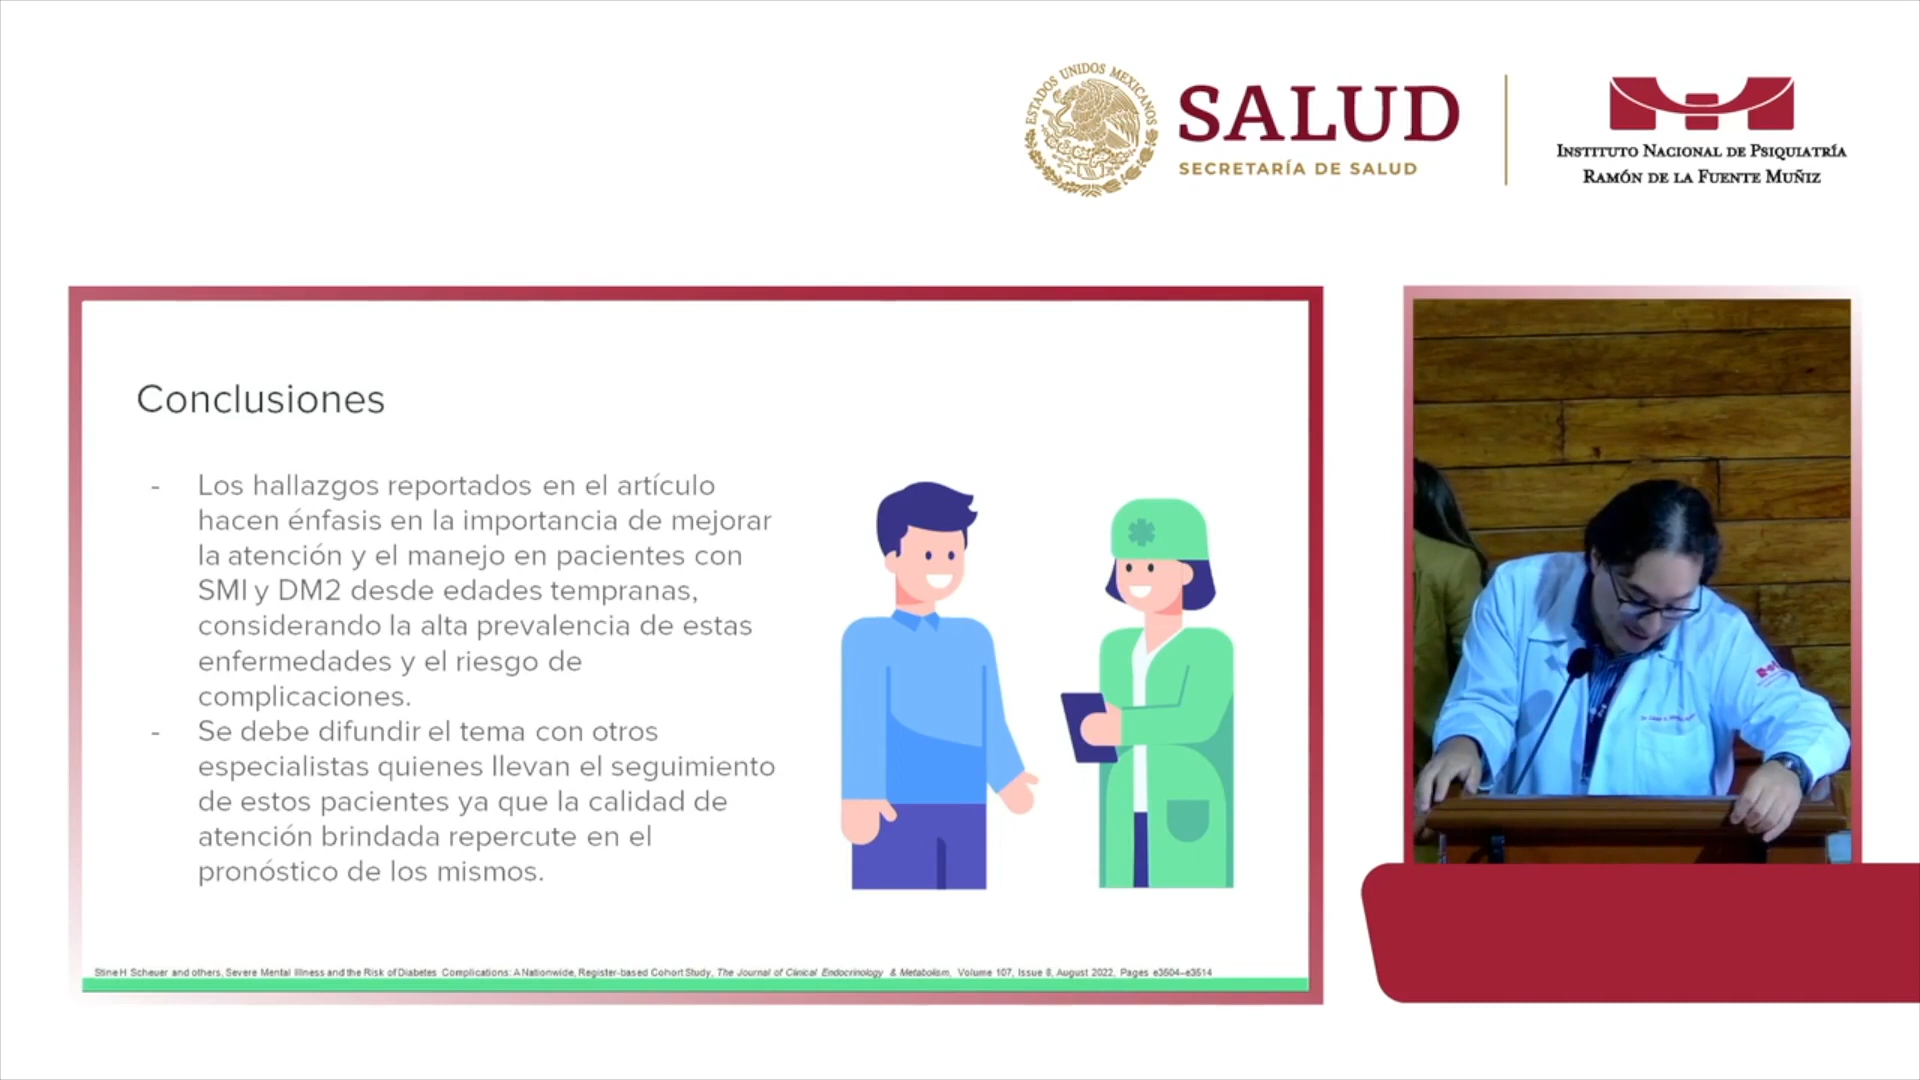 ESTADOS UNIDOS MEXICANOS
SALUD
SECRETARÍA DE SALUD
INSTITUTO NACIONAL DE PSIQUIATRÍA
RAMÓN DE LA FUENTE MUÑIZ
Conclusiones
- Los hallazgos reportados en el artículo
hacen énfasis en la importancia de mejorar
la atención y el manejo en pacientes con
SMI y DM2 desde edades tempranas,
considerando la alta prevalencia de estas
enfermedades y el riesgo de
complicaciones.
- Se debe difundir el tema con otros
especialistas quienes llevan el seguimiento
de estos pacientes ya que la calidad de
atención brindada repercute en el
pronóstico de los mismos.
Stine H Scheuer and others, Severe Mental Illness and the Risk of Diabetes Complications: A Nationwide, Register-based Cohort Study, The Journal of Clinical Endocrinology & Metabolism, Volume 107, Issue 8, August 2022, Pages e3504–e3514